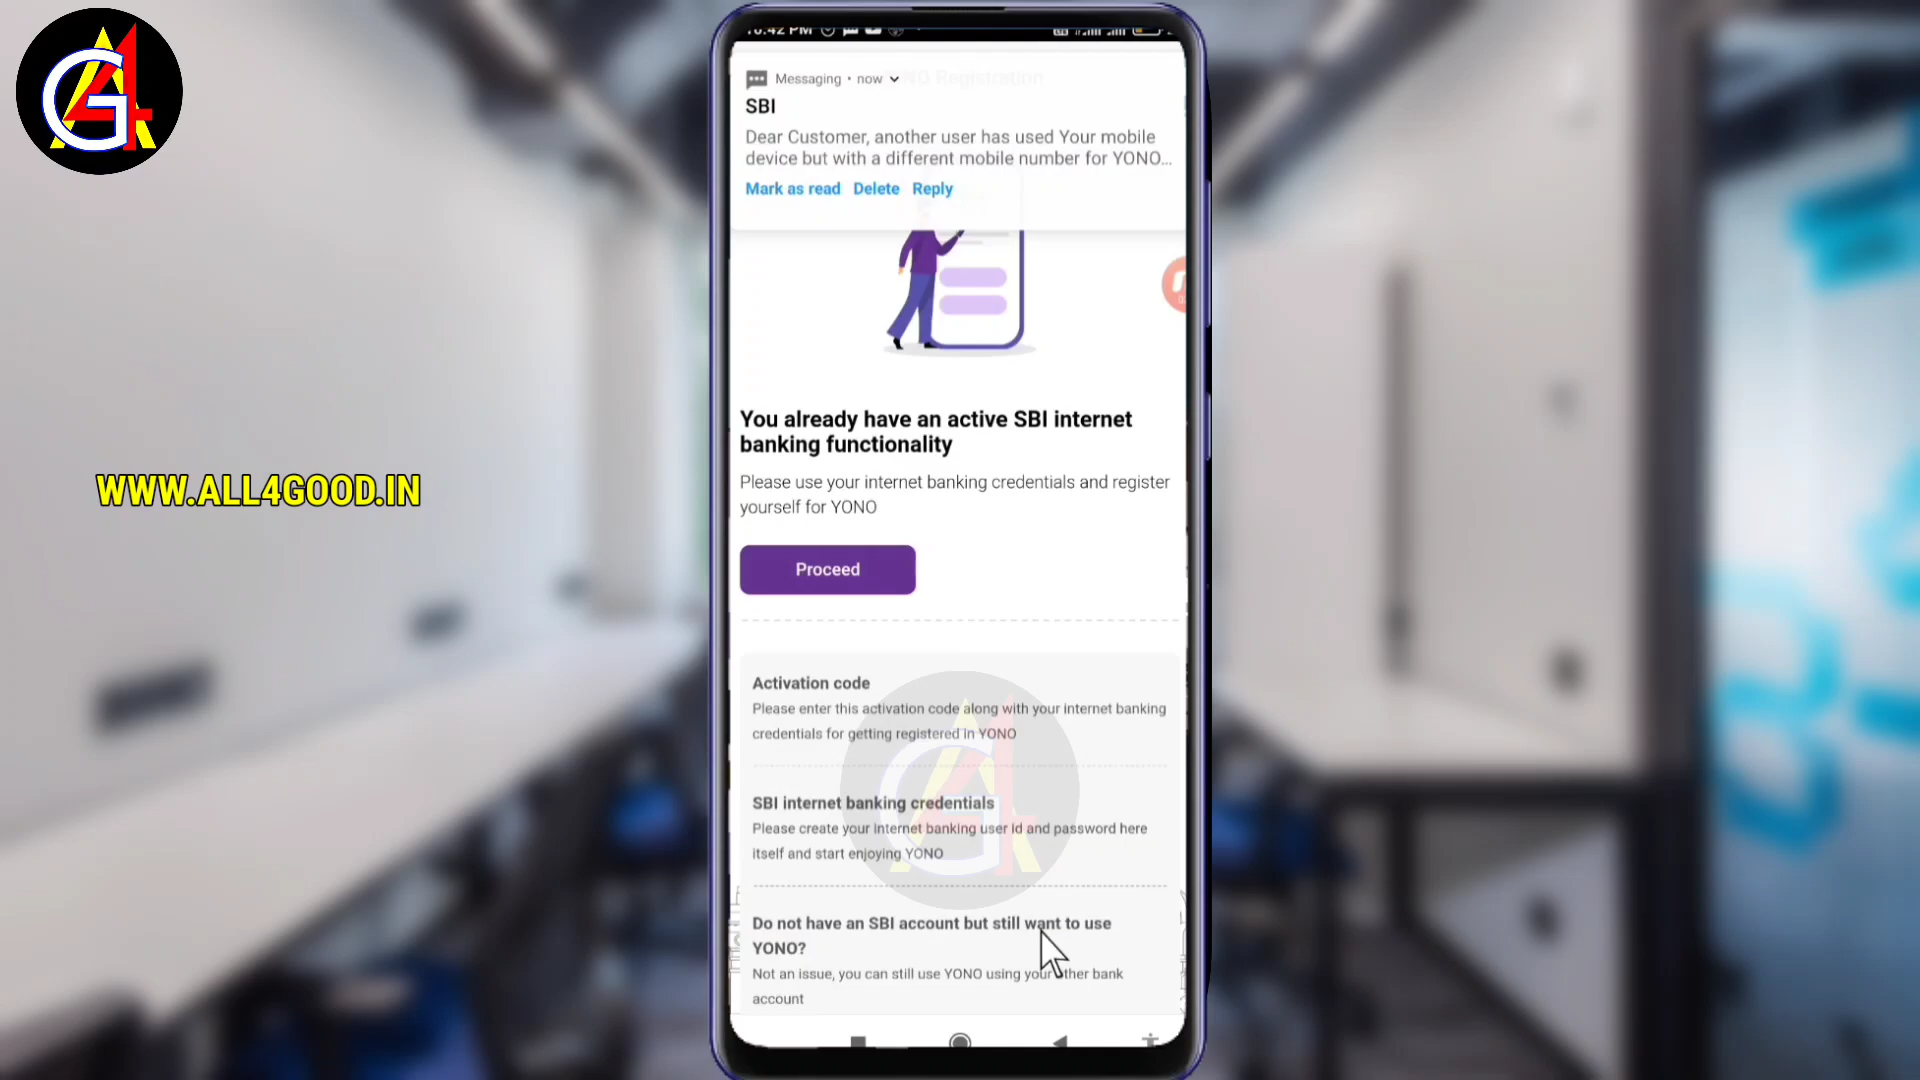 Messaging • now
SBI
Dear Customer, another user has used Your mobile
device but with a different mobile number for YONO...
Mark as read Delete Reply
You already have an active SBI internet
banking functionality
Please use your internet banking credentials and register
yourself for YONO
WWW.ALL4GOOD.IN
Proceed
Activation code
Please enter this activation code along with your internet banking
credentials for getting registered in YONO
SBI internet banking credentials
Please create your internet banking user id and password here
itself and start enjoying YONO
Do not have an SBI account but still want to use
YONO?
Not an issue, you can still use YONO using your other bank
account